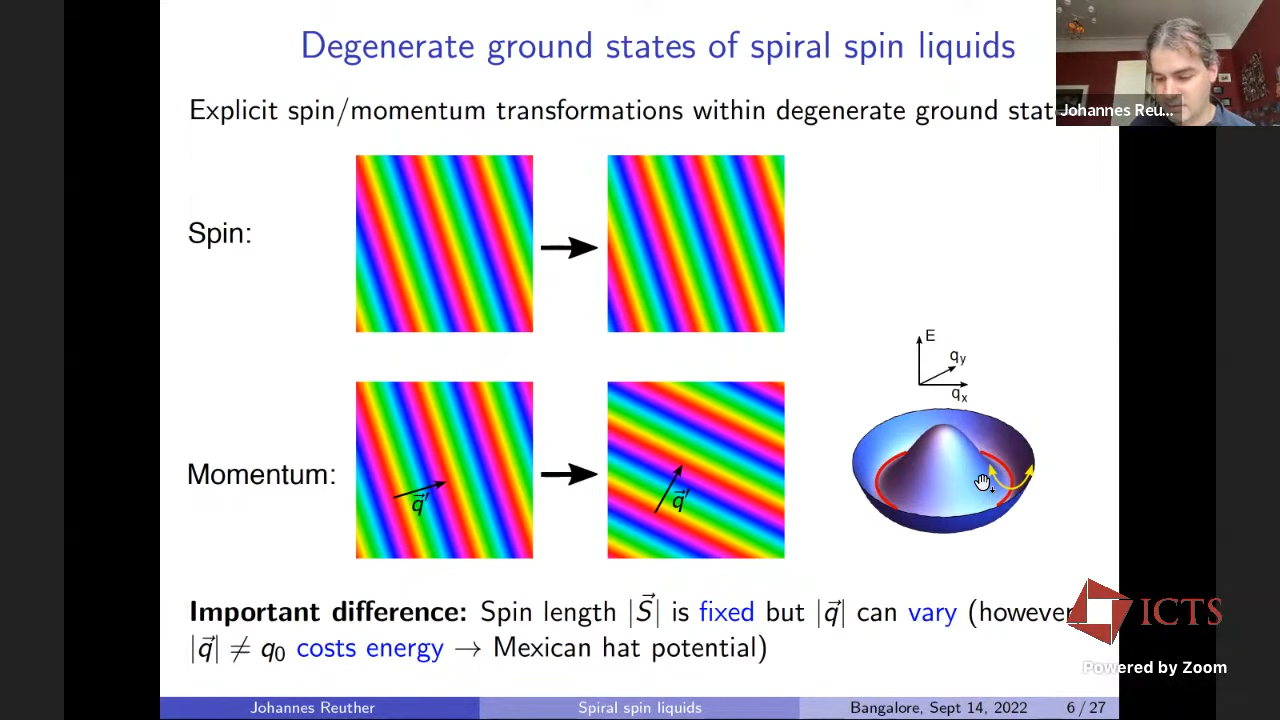 Degenerate ground states of spiral spin liquids
Explicit spin/momentum transformations within degenerate ground
Johannes Reu...
Spin:
E
q_y
q_x
Momentum:
q⃗
q⃗'
Important difference: Spin length |S⃗| is fixed but |q⃗| can vary (however
|q⃗| ≠ q₀ costs energy → Mexican hat potential)
ICTS
Powered by Zoom
Johannes Reuther
Spiral spin liquids
Bangalore, Sept 14, 2022
6 / 27